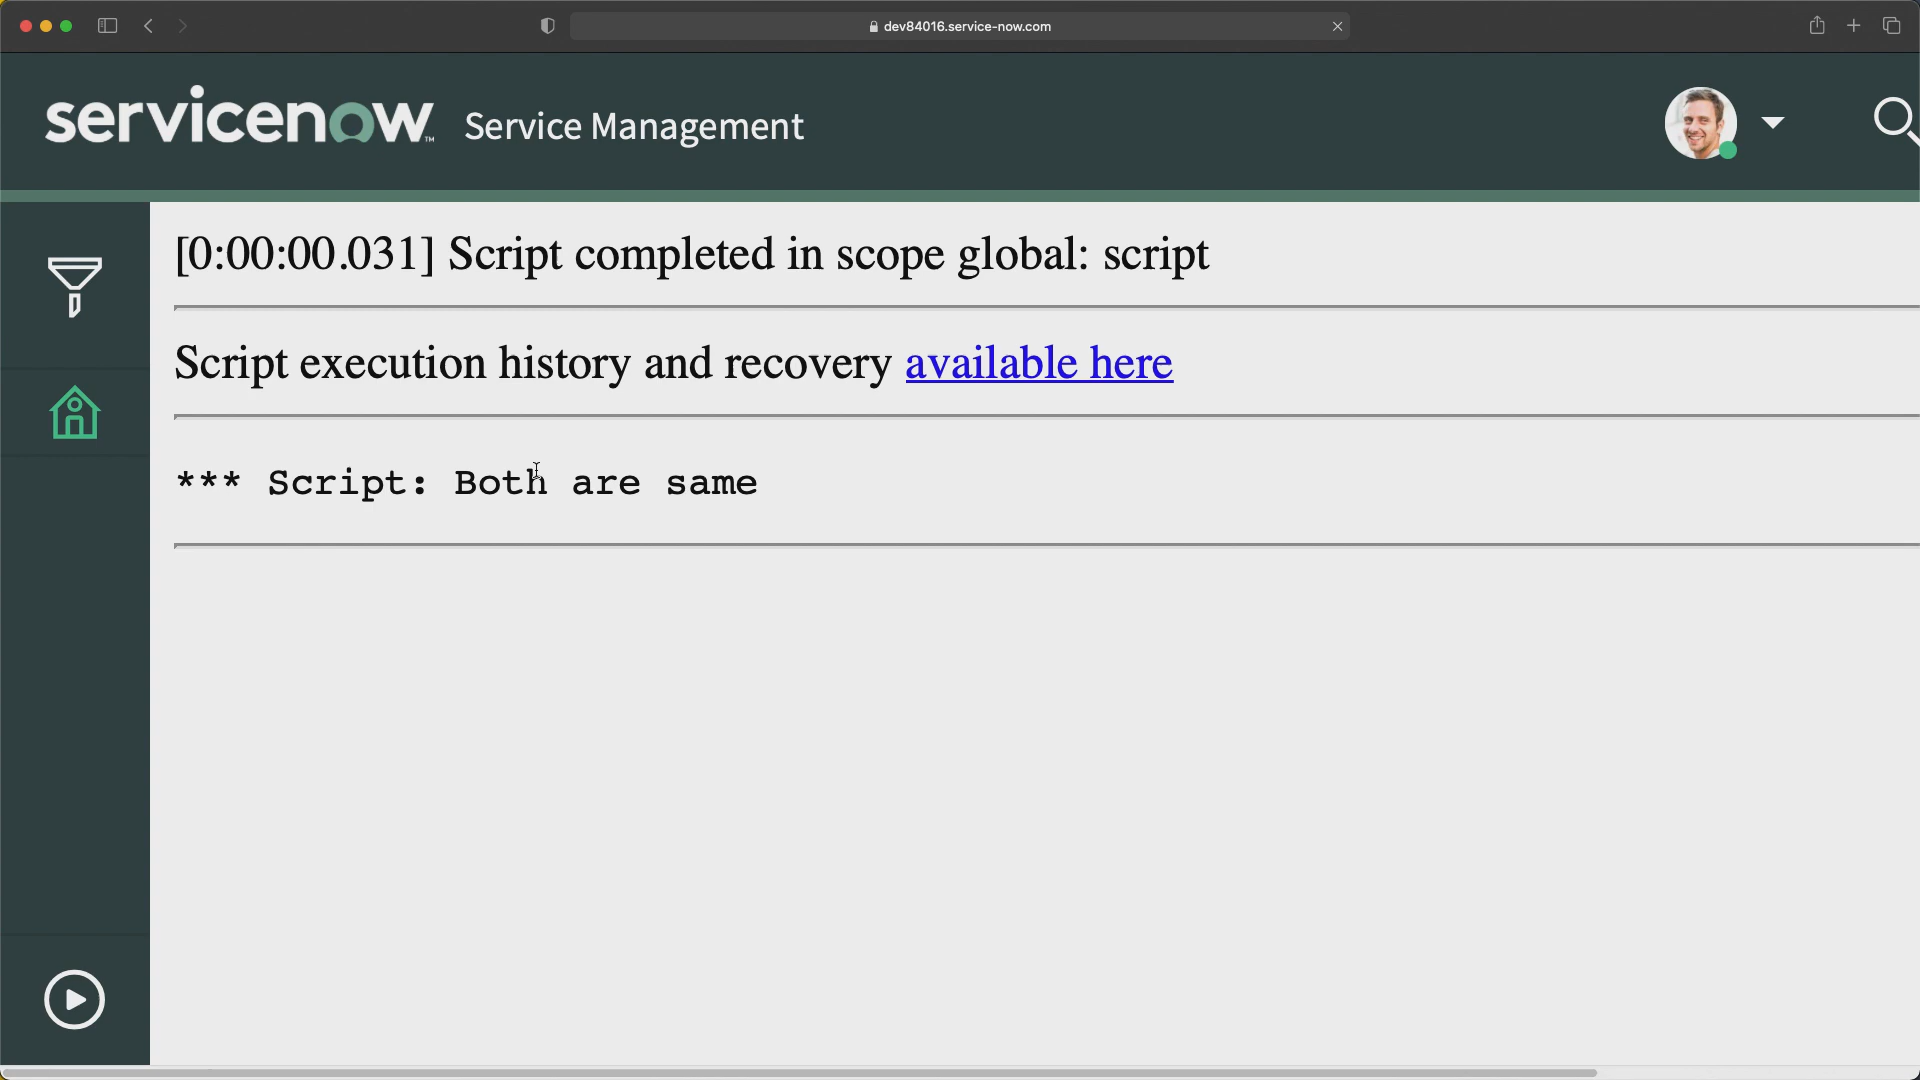 dev84016.service-now.com
servicenow™ Service Management
[0:00:00.031] Script completed in scope global: script
Script execution history and recovery available here
*** Script: Both are same